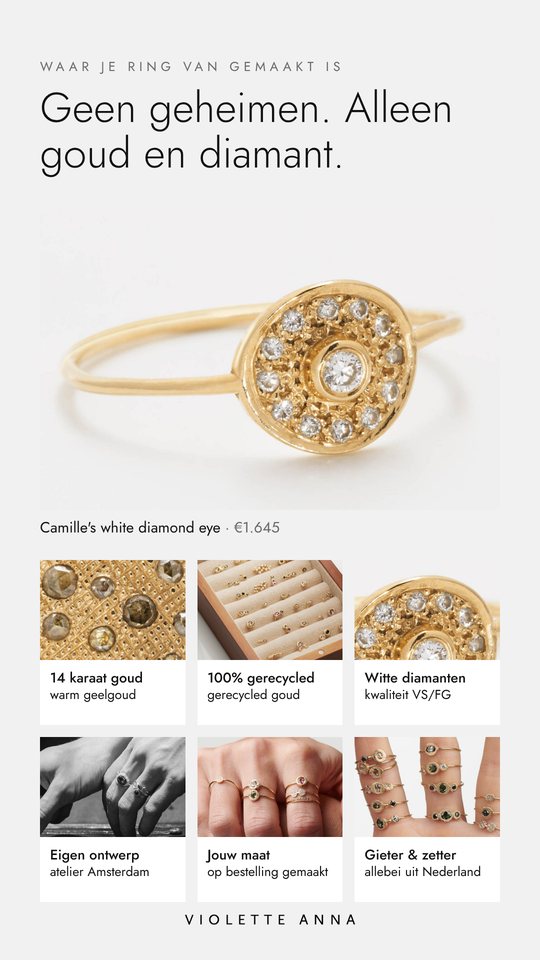 WAAR JE RING VAN GEMAAKT IS
Geen geheimen. Alleen
goud en diamant.
Camille's white diamond eye · €1.645
14 karaat goud
warm geelgoud
100% gerecycled
gerecycled goud
Witte diamanten
kwaliteit VS/FG
Eigen ontwerp
atelier Amsterdam
Jouw maat
op bestelling gemaakt
Gieter & zetter
allebei uit Nederland
VIOLETTE ANNA